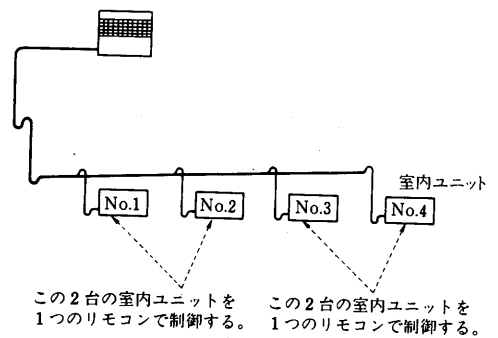 室内ユニット
No.1
No.2
No.3
No.4
この2台の室内ユニットを
1つのリモコンで制御する。
この2台の室内ユニットを
1つのリモコンで制御する。